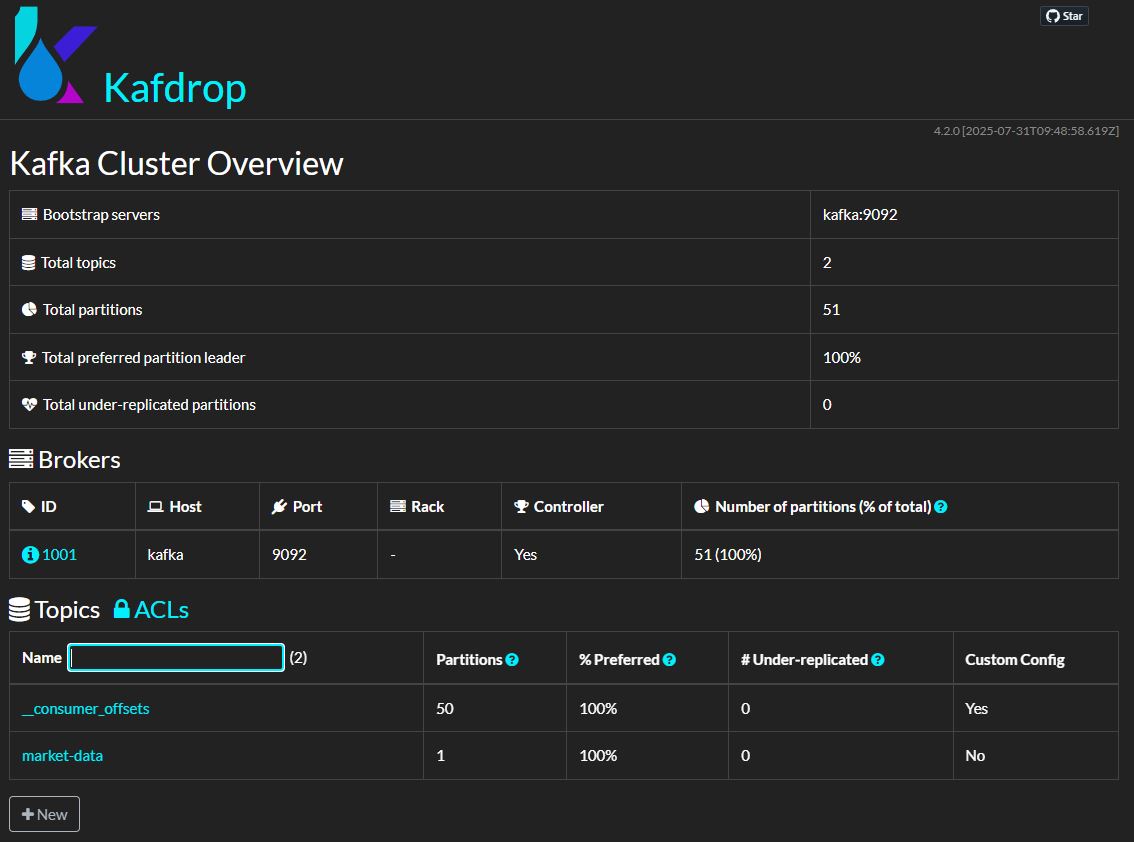 Star
Kafdrop
4.2.0 [2025-07-31T09:48:58.619Z]
Kafka Cluster Overview
Bootstrap servers kafka:9092
Total topics 2
Total partitions 51
Total preferred partition leader 100%
Total under-replicated partitions 0
Brokers
ID Host Port Rack Controller Number of partitions (% of total)
1001 kafka 9092 - Yes 51 (100%)
Topics ACLs
Name (2) Partitions % Preferred # Under-replicated Custom Config
__consumer_offsets 50 100% 0 Yes
market-data 1 100% 0 No
New